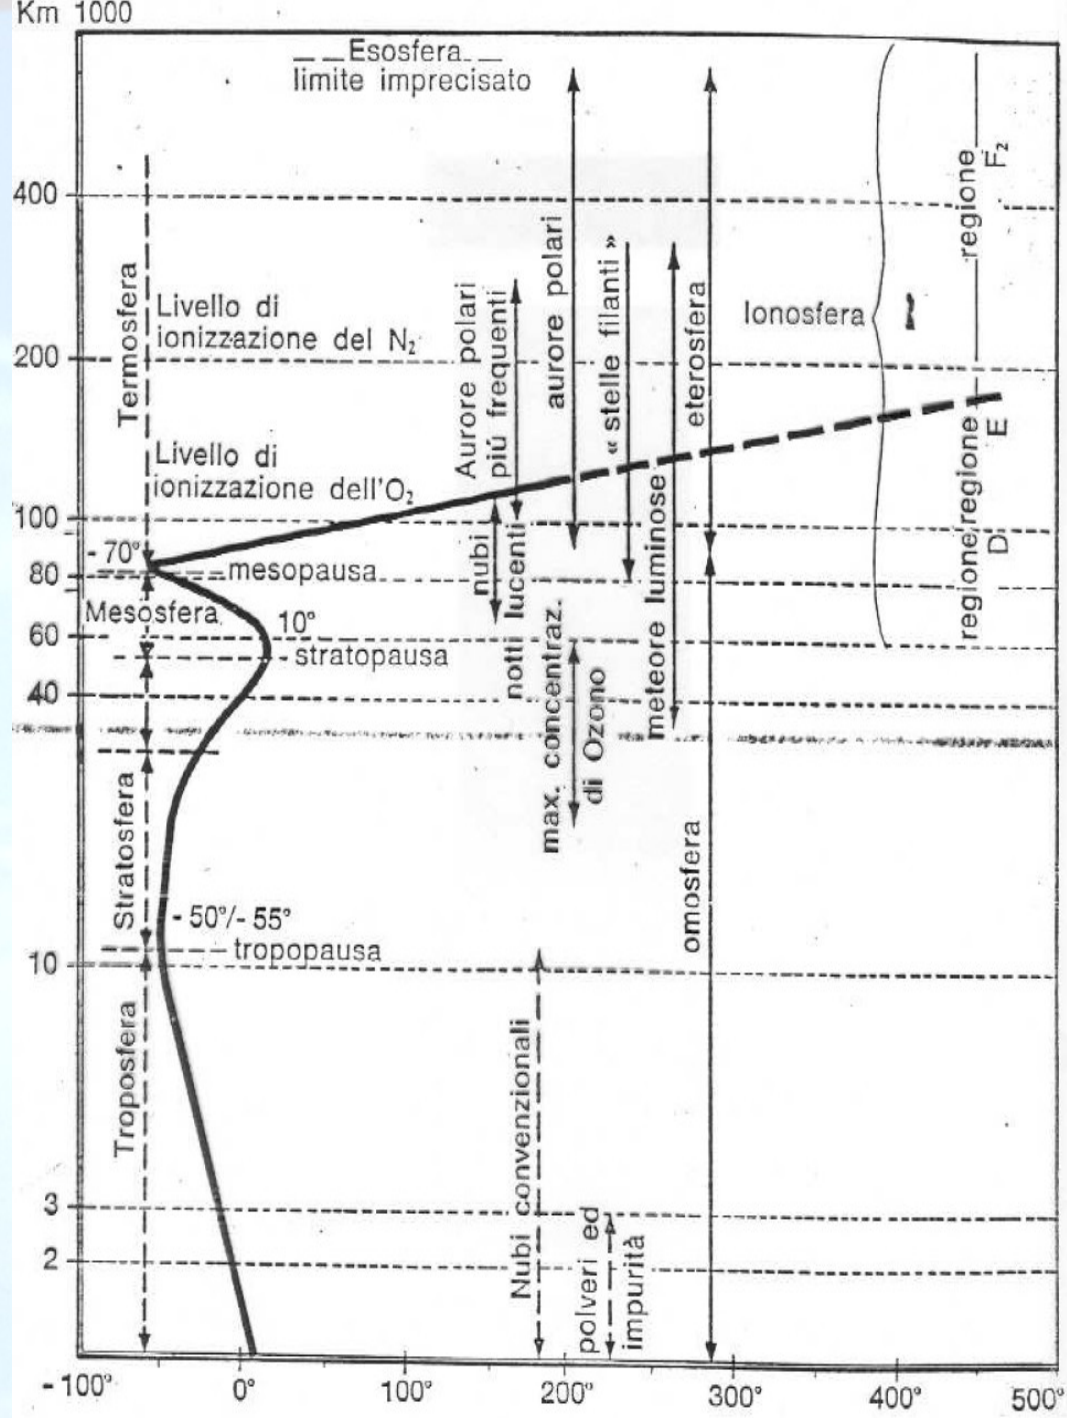 Km 1000
— — Esosfera — —
limite imprecisato
400
200
100
80
60
40
10
3
2
Termosfera
Livello di
ionizzazione del N₂
Livello di
ionizzazione dell'O₂
- 70°
mesopausa
Mesosfera
10°
stratopausa
Stratosfera
- 50°/- 55°
tropopausa
Troposfera
Aurore polari
piú frequenti
aurore polari
« stelle filanti »
eterosfera
Ionosfera
regione F₂
regione E
regione D
nubi
notti lucenti
meteore luminose
max. concentraz.
di Ozono
omosfera
Nubi convenzionali
polveri ed
impurità
- 100°
0°
100°
200°
300°
400°
500°